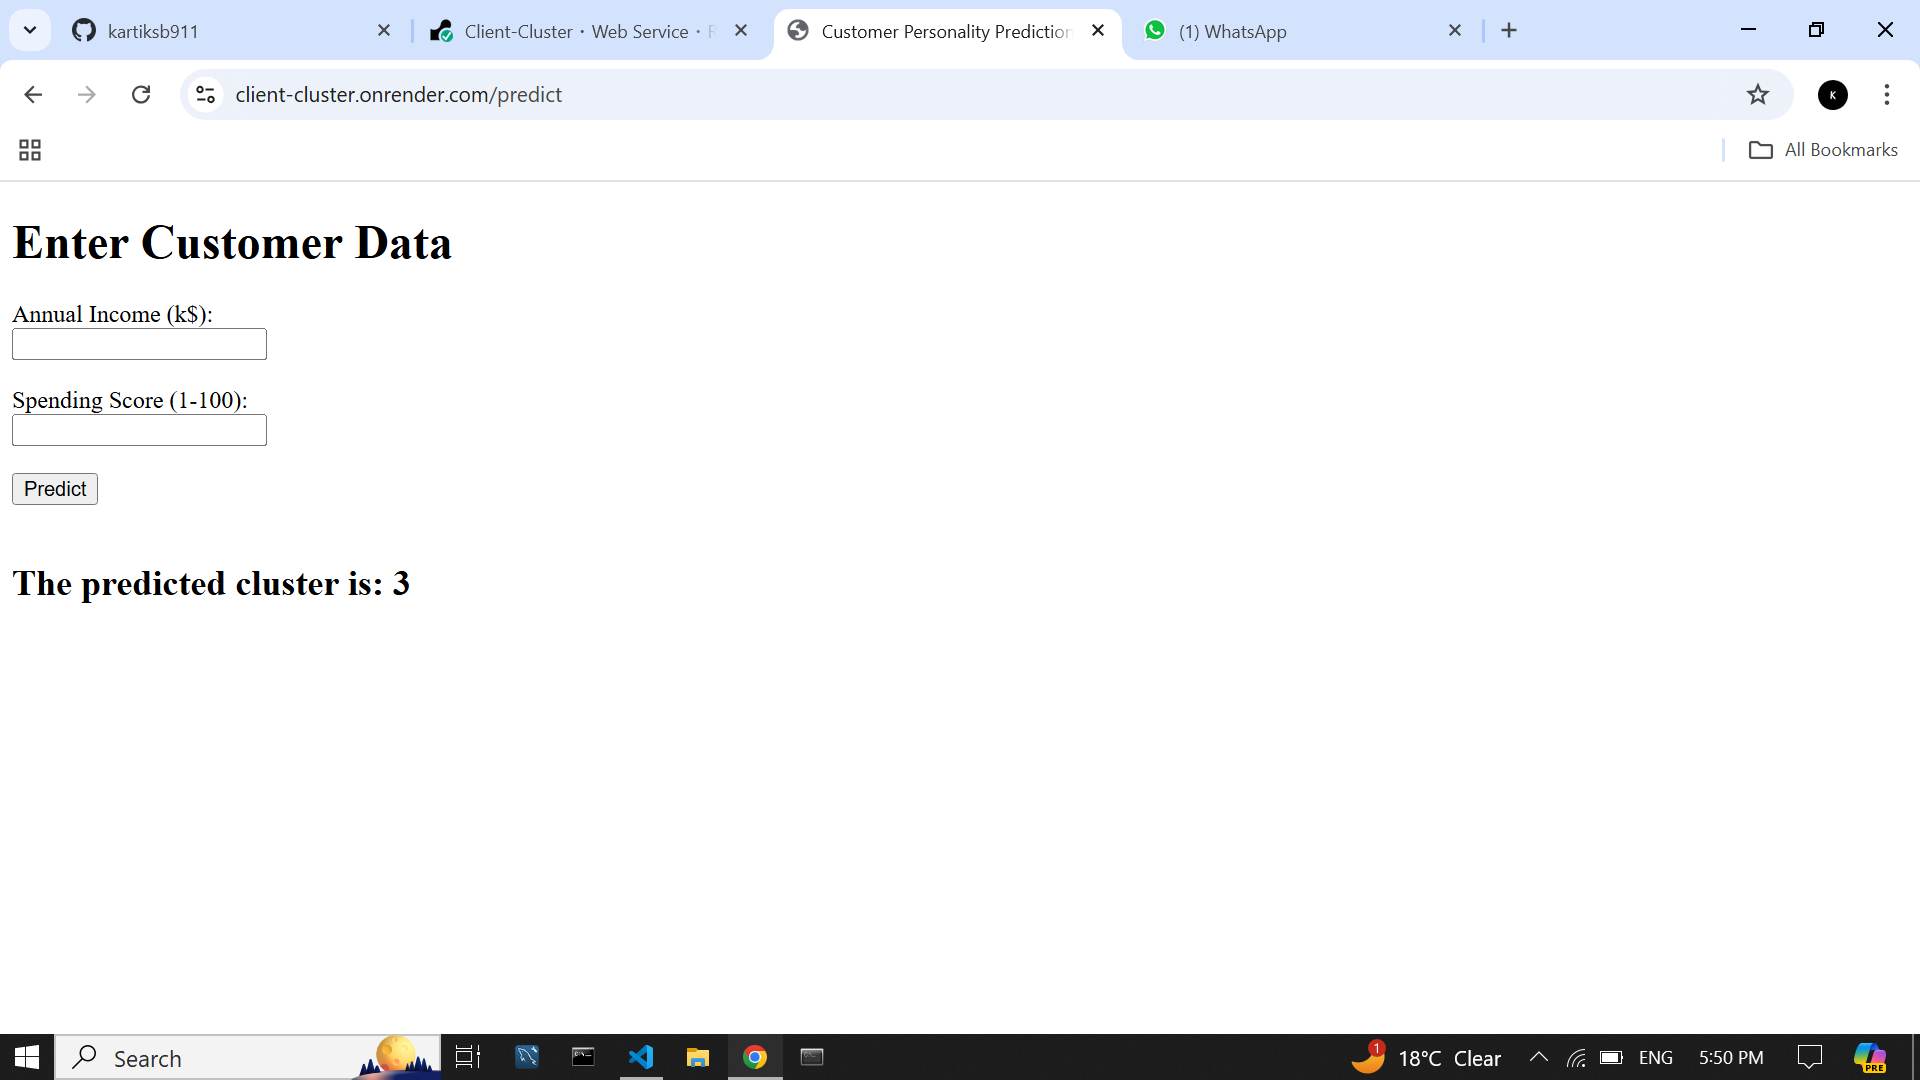 kartiksb911
Client-Cluster · Web Service ·
Customer Personality Prediction
(1) WhatsApp
client-cluster.onrender.com/predict
K
All Bookmarks
Enter Customer Data
Annual Income (k$):
Spending Score (1-100):
Predict
The predicted cluster is: 3
Search
1
18°C Clear
ENG
5:50 PM
PRE